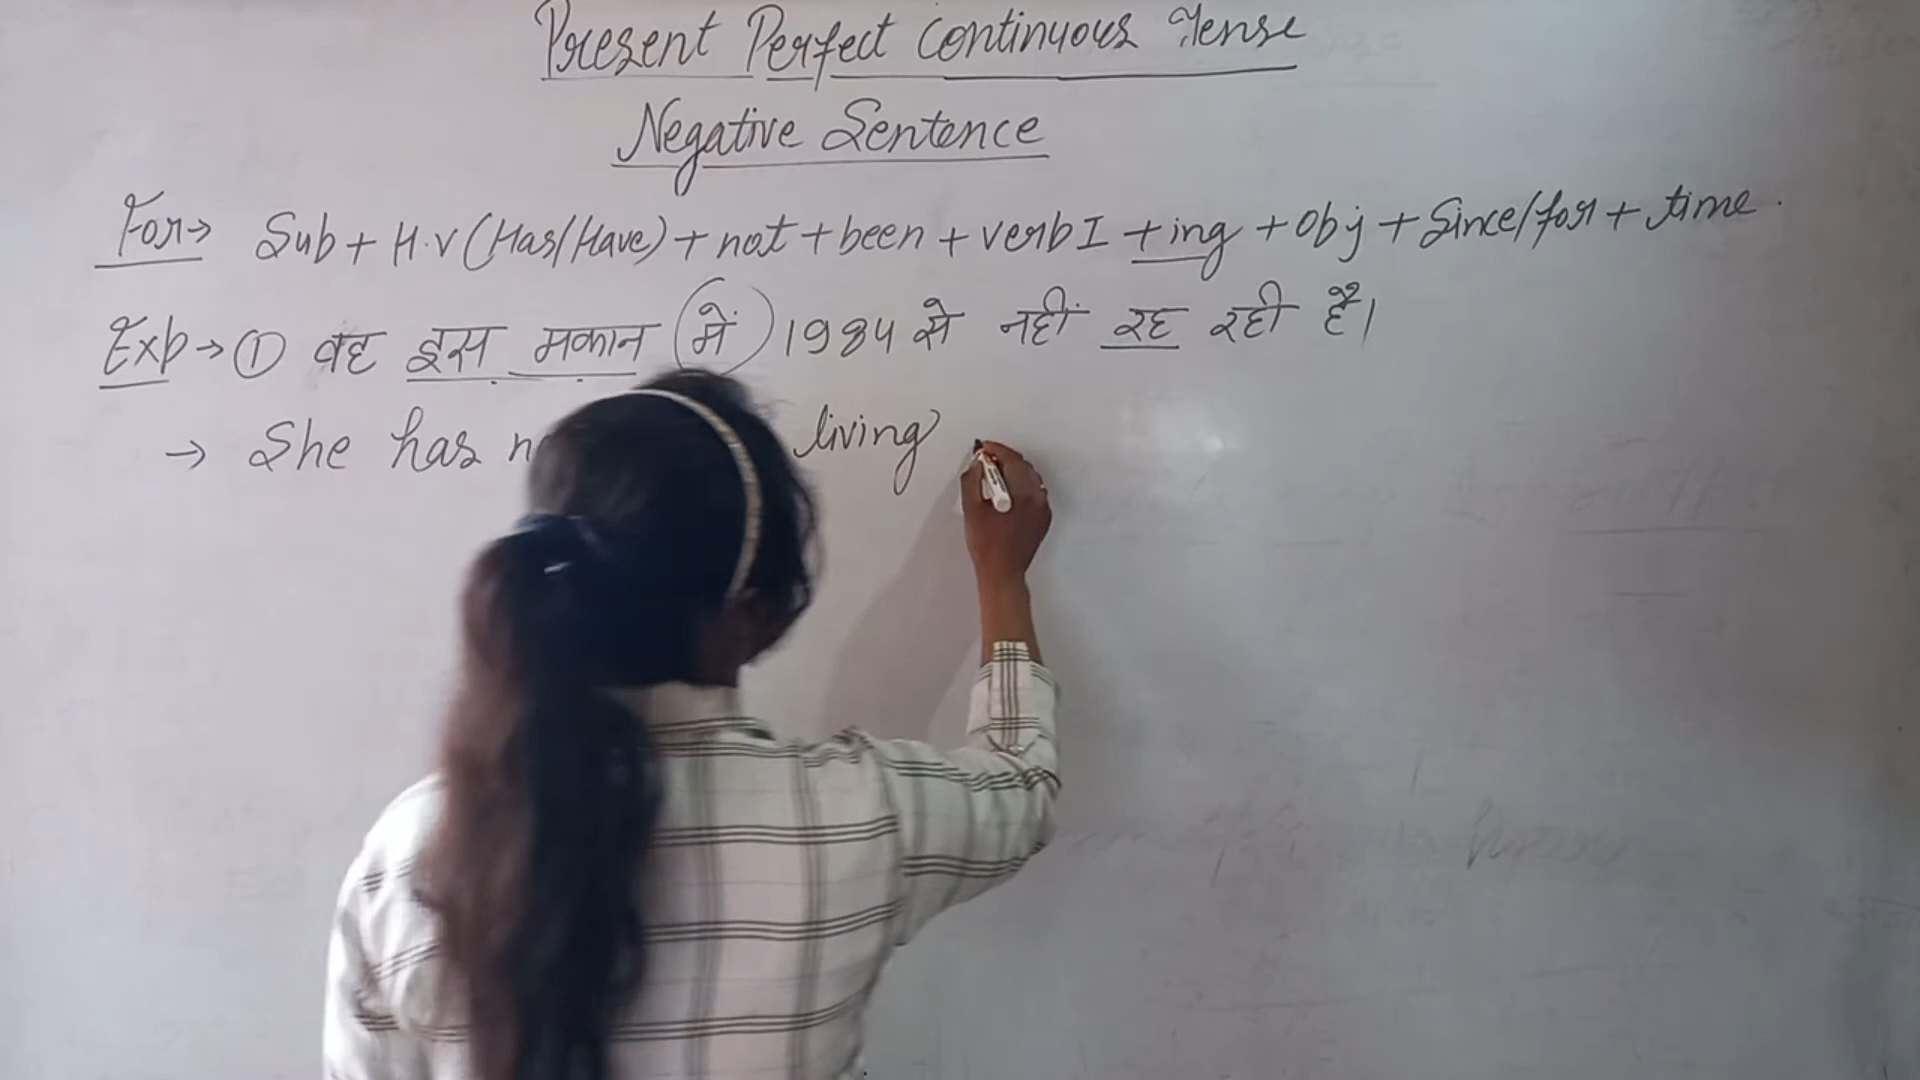 Present Perfect Continuous Tense
Negative Sentence
For→ Sub + H.V (Has/Have) + not + been + verb I + ing + Obj + Since/for + time.
Exp→ ① वह इस मकान में 1984 से नहीं रह रही है।
→ She has living